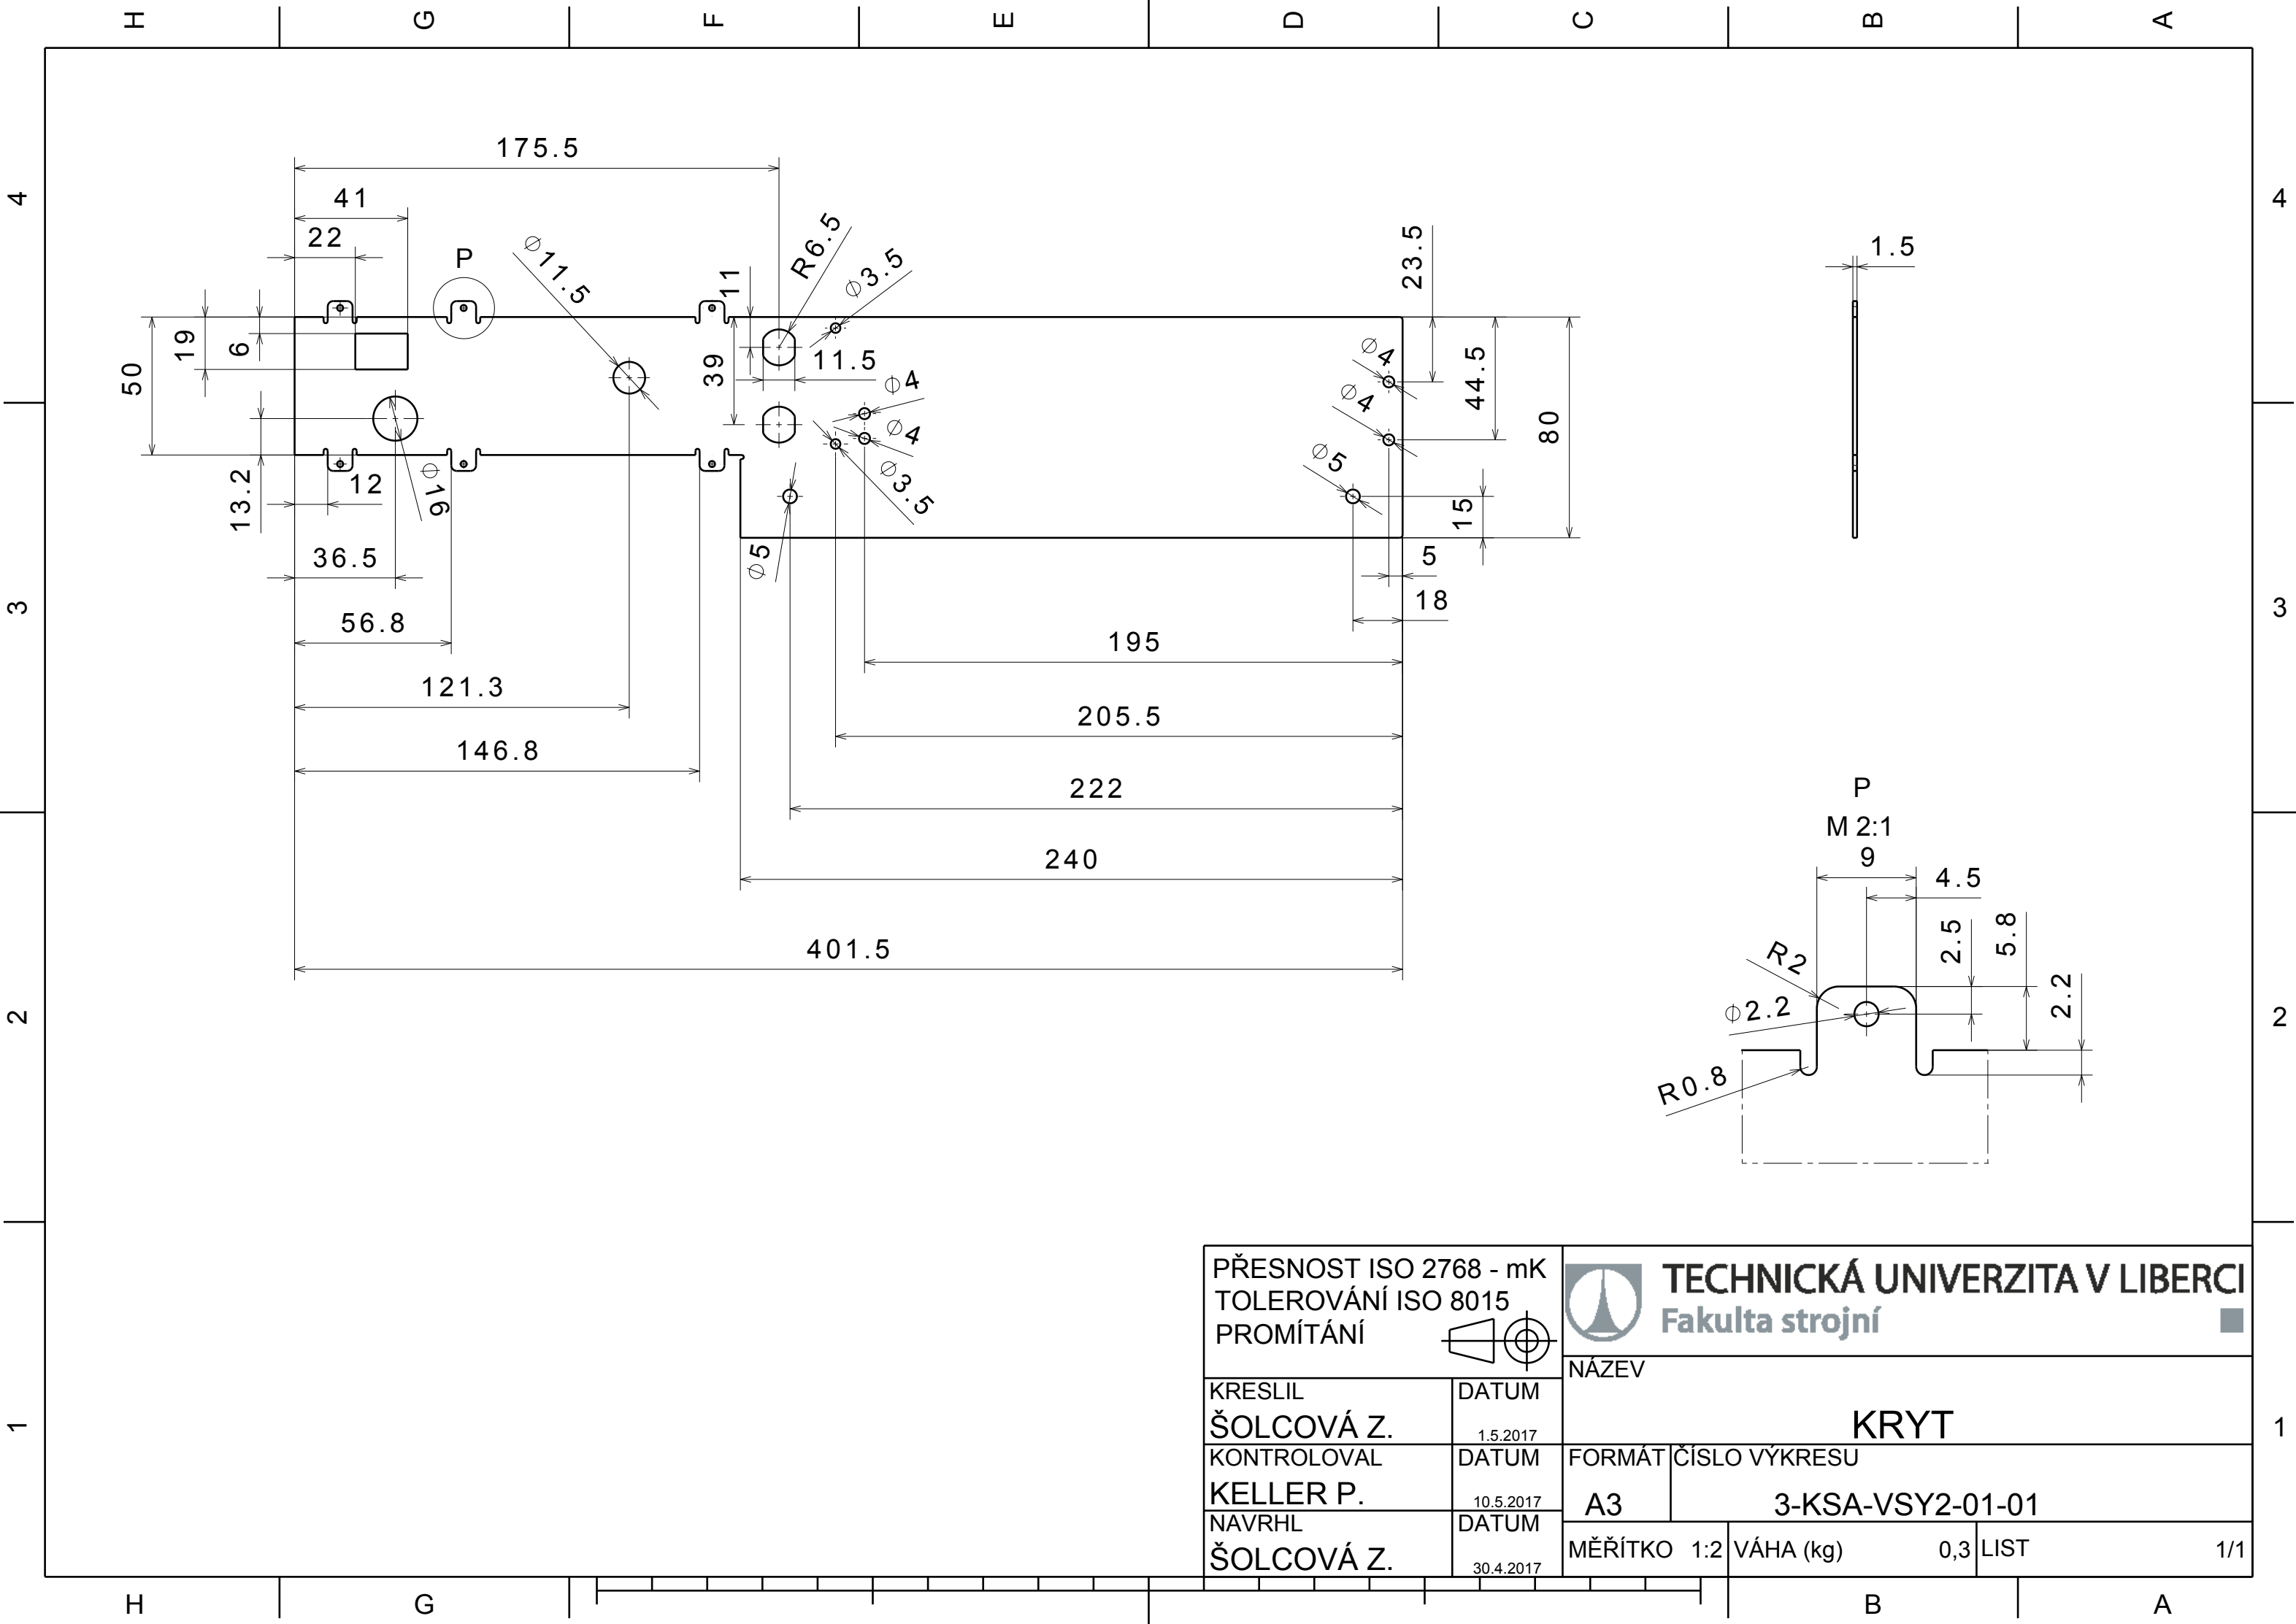 H G F E D C B A
4
4
3
3
2
2
1
1
175.5
41
22
P
⌀11.5
11
R6.5
⌀3.5
23.5
1.5
50
19
6
39
11.5
⌀4
⌀4
⌀4
⌀4
44.5
80
13.2
12
⌀16
⌀3.5
⌀5
⌀5
15
36.5
5
18
56.8
195
121.3
205.5
146.8
222
240
401.5
P
M 2:1
9
4.5
2.5
5.8
2.2
R2
⌀2.2
R0.8
PŘESNOST ISO 2768 - mK
TOLEROVÁNÍ ISO 8015
PROMÍTÁNÍ
TECHNICKÁ UNIVERZITA V LIBERCI
Fakulta strojní
NÁZEV
KRYT
KRESLIL DATUM
ŠOLCOVÁ Z. 1.5.2017
KONTROLOVAL DATUM
KELLER P. 10.5.2017
NAVRHL DATUM
ŠOLCOVÁ Z. 30.4.2017
FORMÁT ČÍSLO VÝKRESU
A3 3-KSA-VSY2-01-01
MĚŘÍTKO 1:2 VÁHA (kg) 0,3 LIST 1/1
H G B A